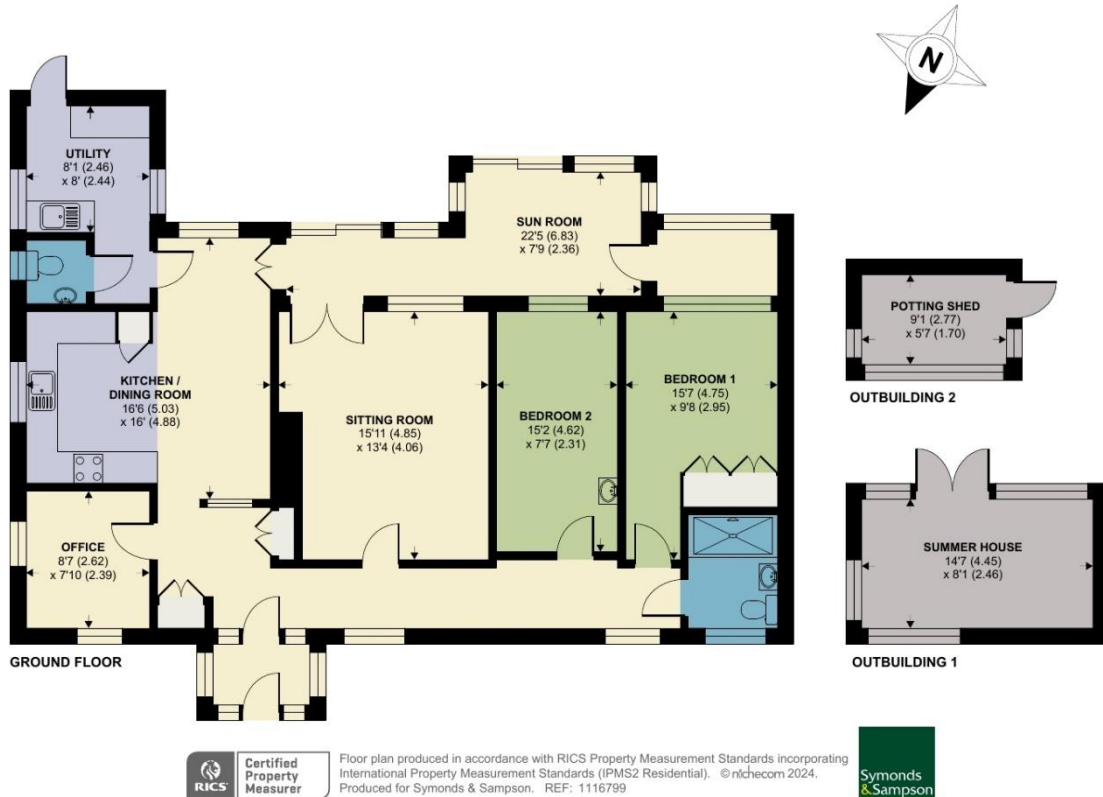 N
UTILITY
8'1 (2.46)
x 8' (2.44)
SUN ROOM
22'5 (6.83)
x 7'9 (2.36)
POTTING SHED
9'1 (2.77)
x 5'7 (1.70)
OUTBUILDING 2
KITCHEN /
DINING ROOM
16'6 (5.03)
x 16' (4.88)
SITTING ROOM
15'11 (4.85)
x 13'4 (4.06)
BEDROOM 2
15'2 (4.62)
x 7'7 (2.31)
BEDROOM 1
15'7 (4.75)
x 9'8 (2.95)
OFFICE
8'7 (2.62)
x 7'10 (2.39)
SUMMER HOUSE
14'7 (4.45)
x 8'1 (2.46)
GROUND FLOOR
OUTBUILDING 1
RICS
Certified
Property
Measurer
Floor plan produced in accordance with RICS Property Measurement Standards incorporating
International Property Measurement Standards (IPMS2 Residential). © nichecom 2024.
Produced for Symonds & Sampson. REF: 1116799
Symonds
&Sampson